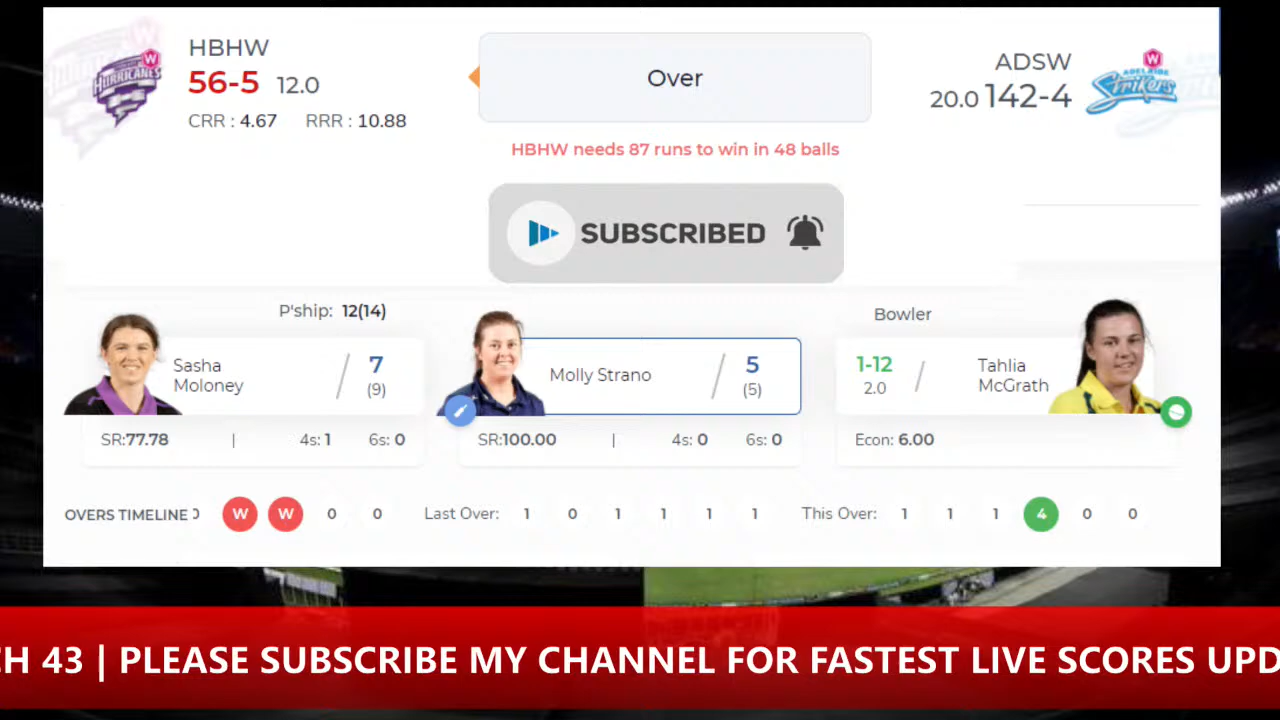 HBHW
56-5 12.0
CRR : 4.67 RRR : 10.88
HURRICANES
W
Over
HBHW needs 87 runs to win in 48 balls
ADSW
20.0 142-4
W
ADELAIDE
Strikers
SUBSCRIBED
P'ship: 12(14)
Sasha
Moloney
7
(9)
SR:77.78 | 4s: 1 6s: 0
Molly Strano
5
(5)
SR:100.00 | 4s: 0 6s: 0
Bowler
1-12
2.0
Tahlia
McGrath
Econ: 6.00
OVERS TIMELINE W W 0 0 Last Over: 1 0 1 1 1 1 This Over: 1 1 1 4 0 0
CH 43 | PLEASE SUBSCRIBE MY CHANNEL FOR FASTEST LIVE SCORES UPD